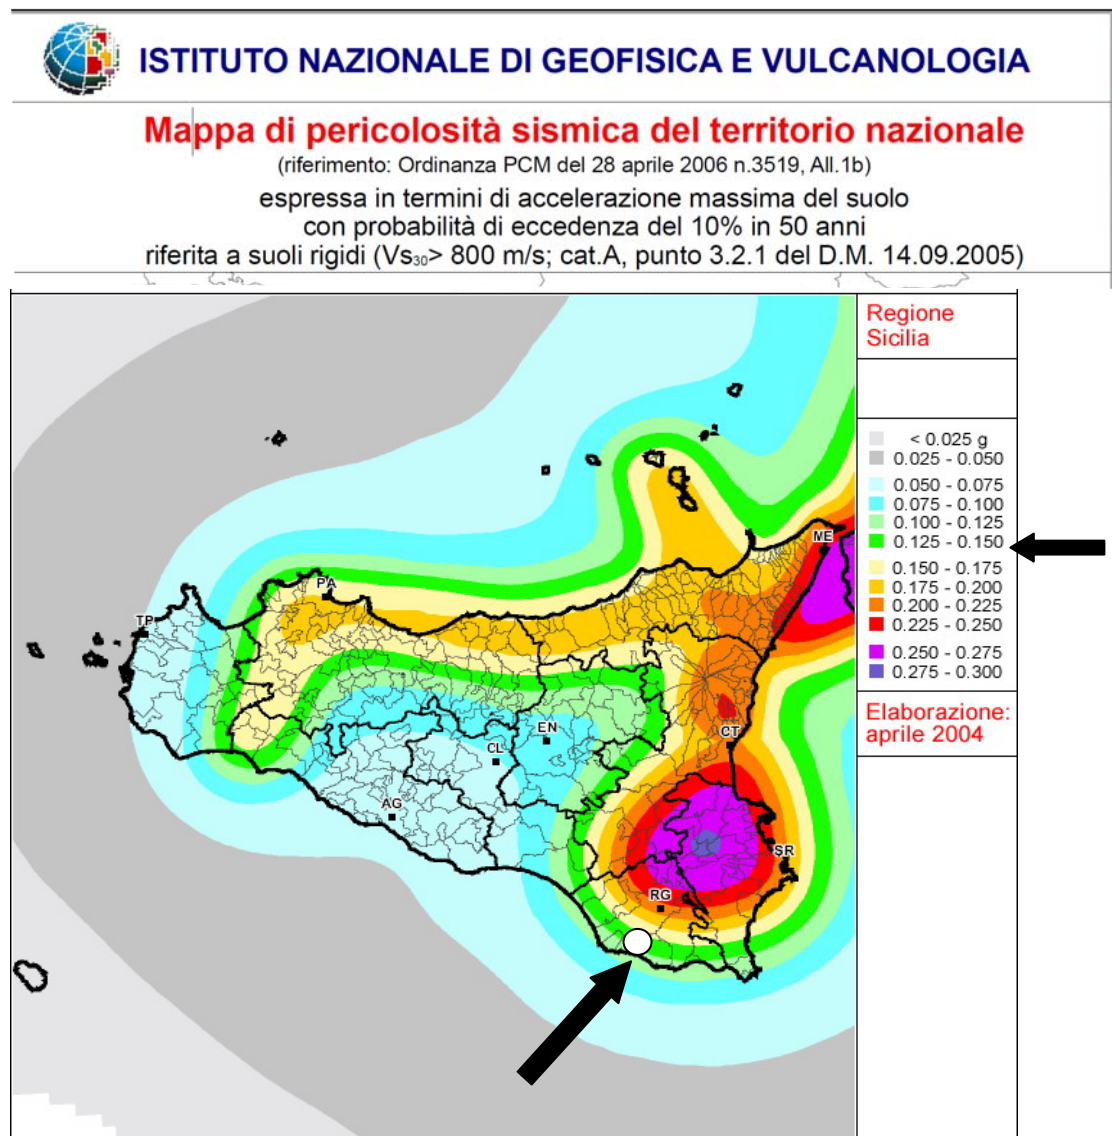 ISTITUTO NAZIONALE DI GEOFISICA E VULCANOLOGIA
Mappa di pericolosità sismica del territorio nazionale
(riferimento: Ordinanza PCM del 28 aprile 2006 n.3519, All.1b)
espressa in termini di accelerazione massima del suolo
con probabilità di eccedenza del 10% in 50 anni
riferita a suoli rigidi (Vs30> 800 m/s; cat.A, punto 3.2.1 del D.M. 14.09.2005)
Regione
Sicilia
< 0.025 g
0.025 - 0.050
0.050 - 0.075
0.075 - 0.100
0.100 - 0.125
0.125 - 0.150
0.150 - 0.175
0.175 - 0.200
0.200 - 0.225
0.225 - 0.250
0.250 - 0.275
0.275 - 0.300
Elaborazione:
aprile 2004
ME
PA
TP
EN
CT
CL
AG
SR
RG